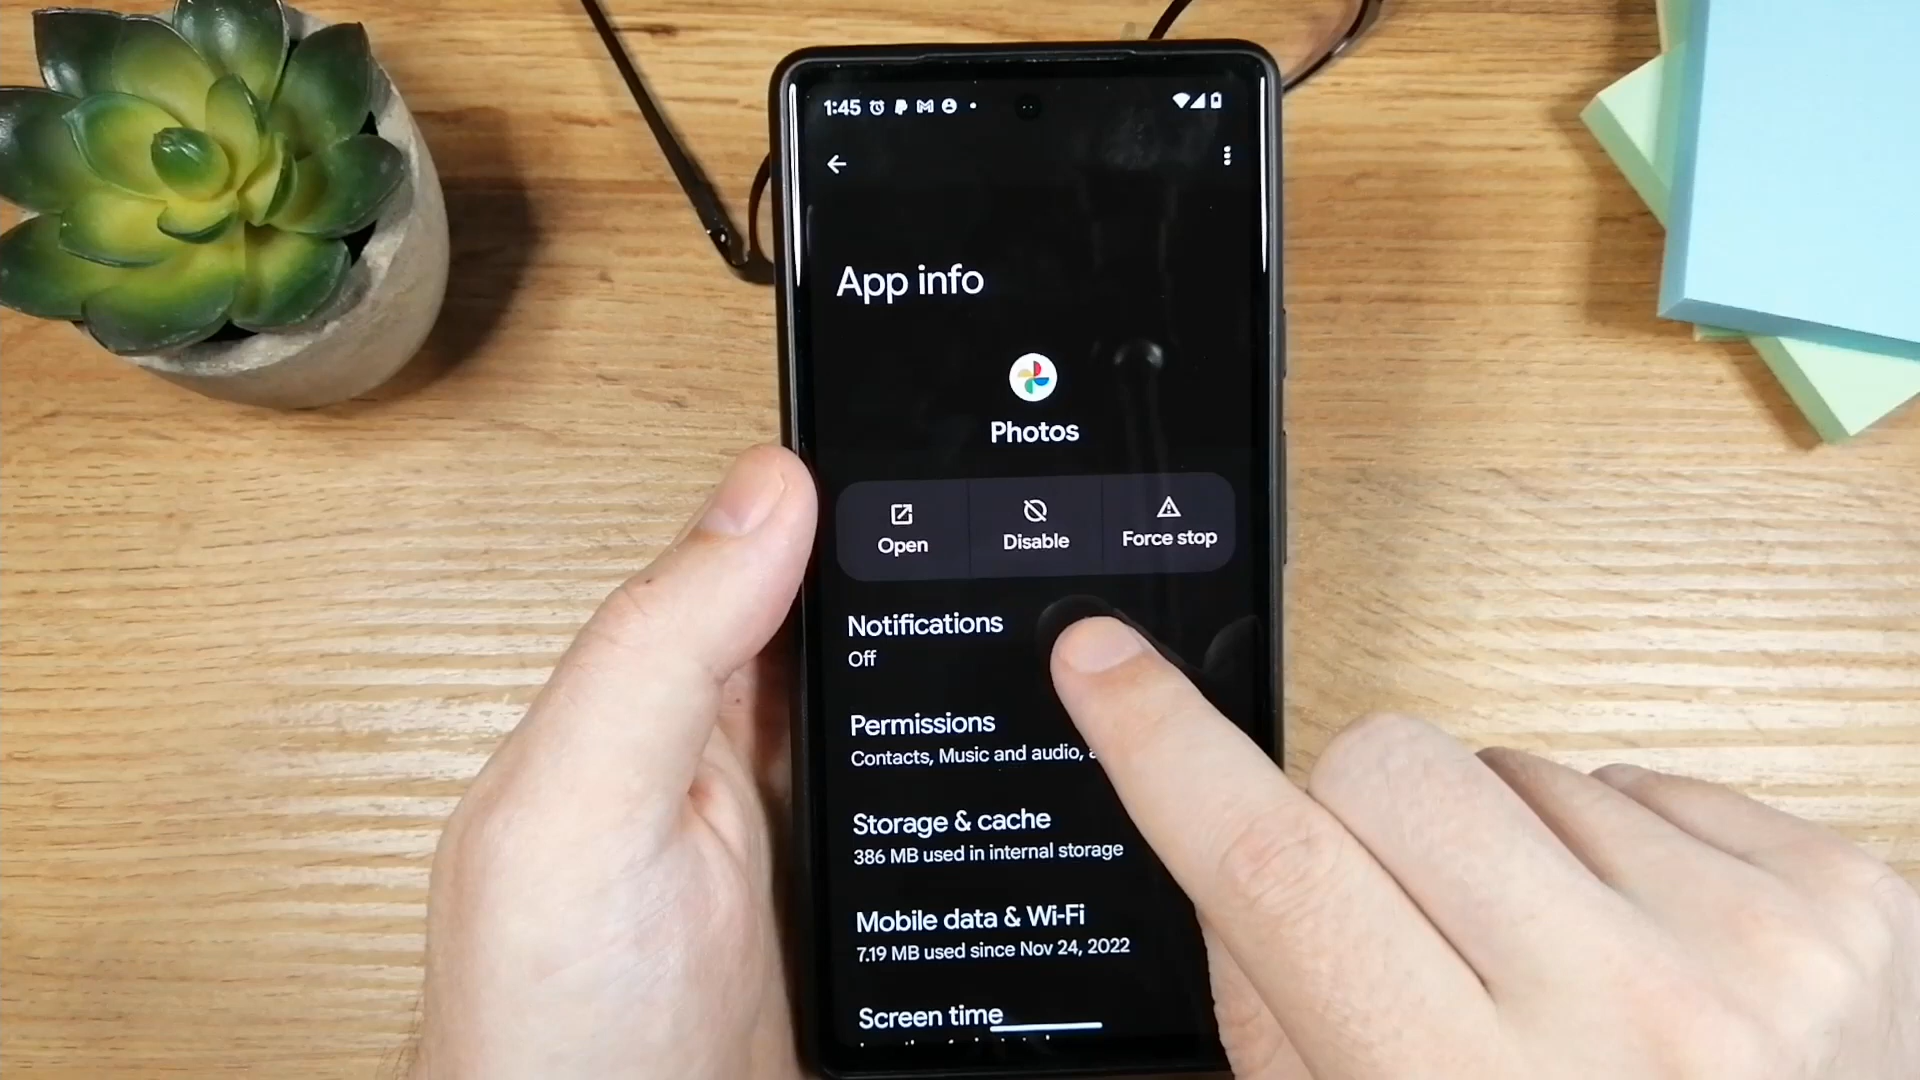 1:45
App info
Photos
Open
Disable
Force stop
Notifications
Off
Permissions
Contacts, Music and audio,
Storage & cache
386 MB used in internal storage
Mobile data & Wi-Fi
7.19 MB used since Nov 24, 2022
Screen time